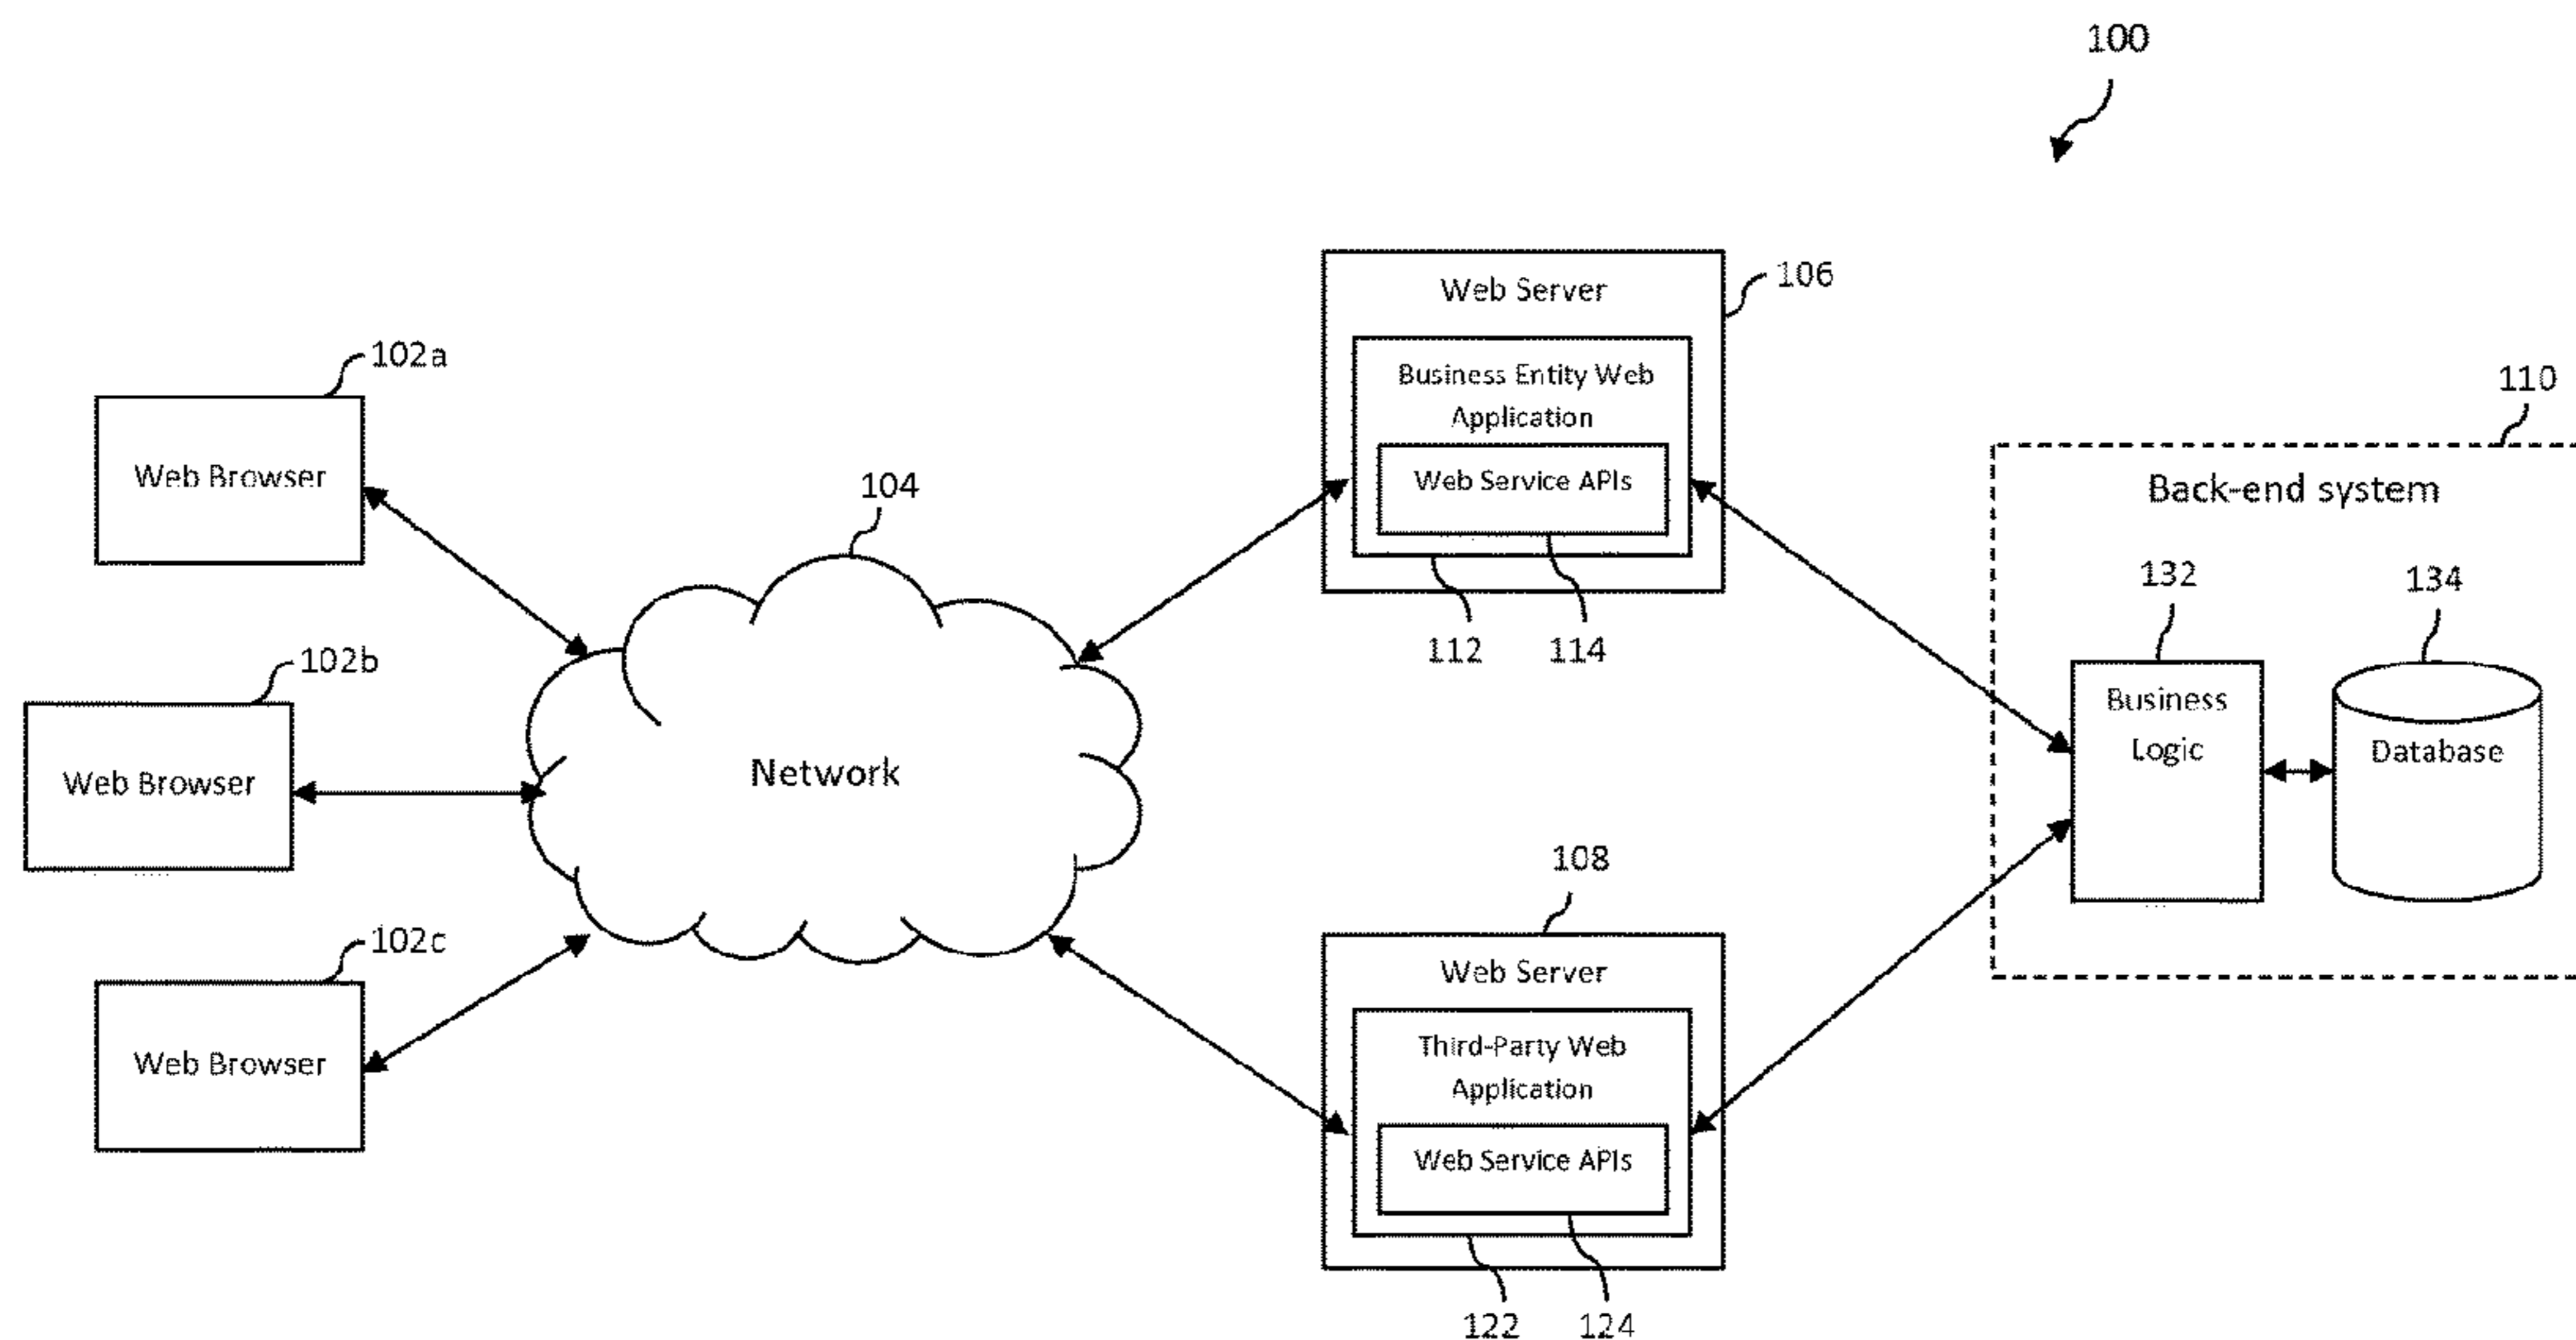 100
106
Web Server
Business Entity Web
Application
Web Service APIs
112
114
102a
Web Browser
102b
Web Browser
102c
Web Browser
104
Network
108
Web Server
Third-Party Web
Application
Web Service APIs
122
124
110
Back-end system
132
134
Business
Logic
Database